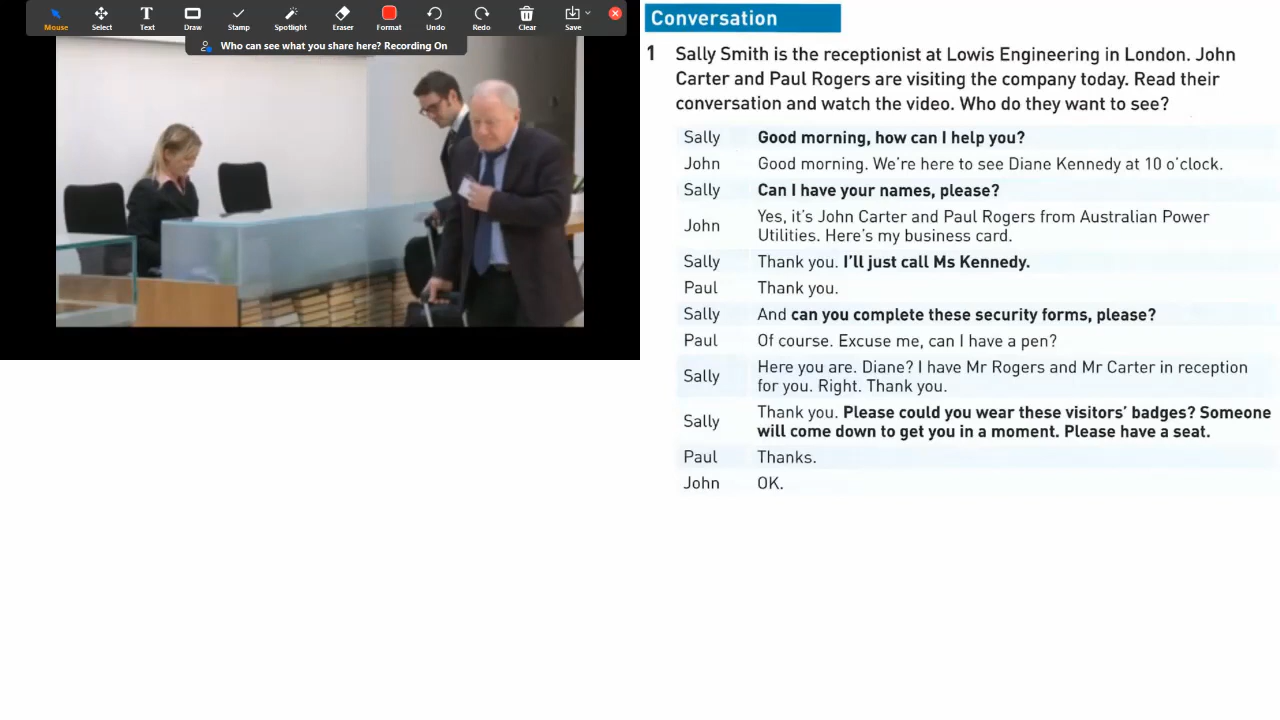 Mouse Select Text Draw Stamp Spotlight Eraser Format Undo Redo Clear Save
Who can see what you share here? Recording On
Conversation
1 Sally Smith is the receptionist at Lowis Engineering in London. John
Carter and Paul Rogers are visiting the company today. Read their
conversation and watch the video. Who do they want to see?
Sally Good morning, how can I help you?
John Good morning. We're here to see Diane Kennedy at 10 o'clock.
Sally Can I have your names, please?
John Yes, it's John Carter and Paul Rogers from Australian Power
Utilities. Here's my business card.
Sally Thank you. I'll just call Ms Kennedy.
Paul Thank you.
Sally And can you complete these security forms, please?
Paul Of course. Excuse me, can I have a pen?
Sally Here you are. Diane? I have Mr Rogers and Mr Carter in reception
for you. Right. Thank you.
Sally Thank you. Please could you wear these visitors' badges? Someone
will come down to get you in a moment. Please have a seat.
Paul Thanks.
John OK.